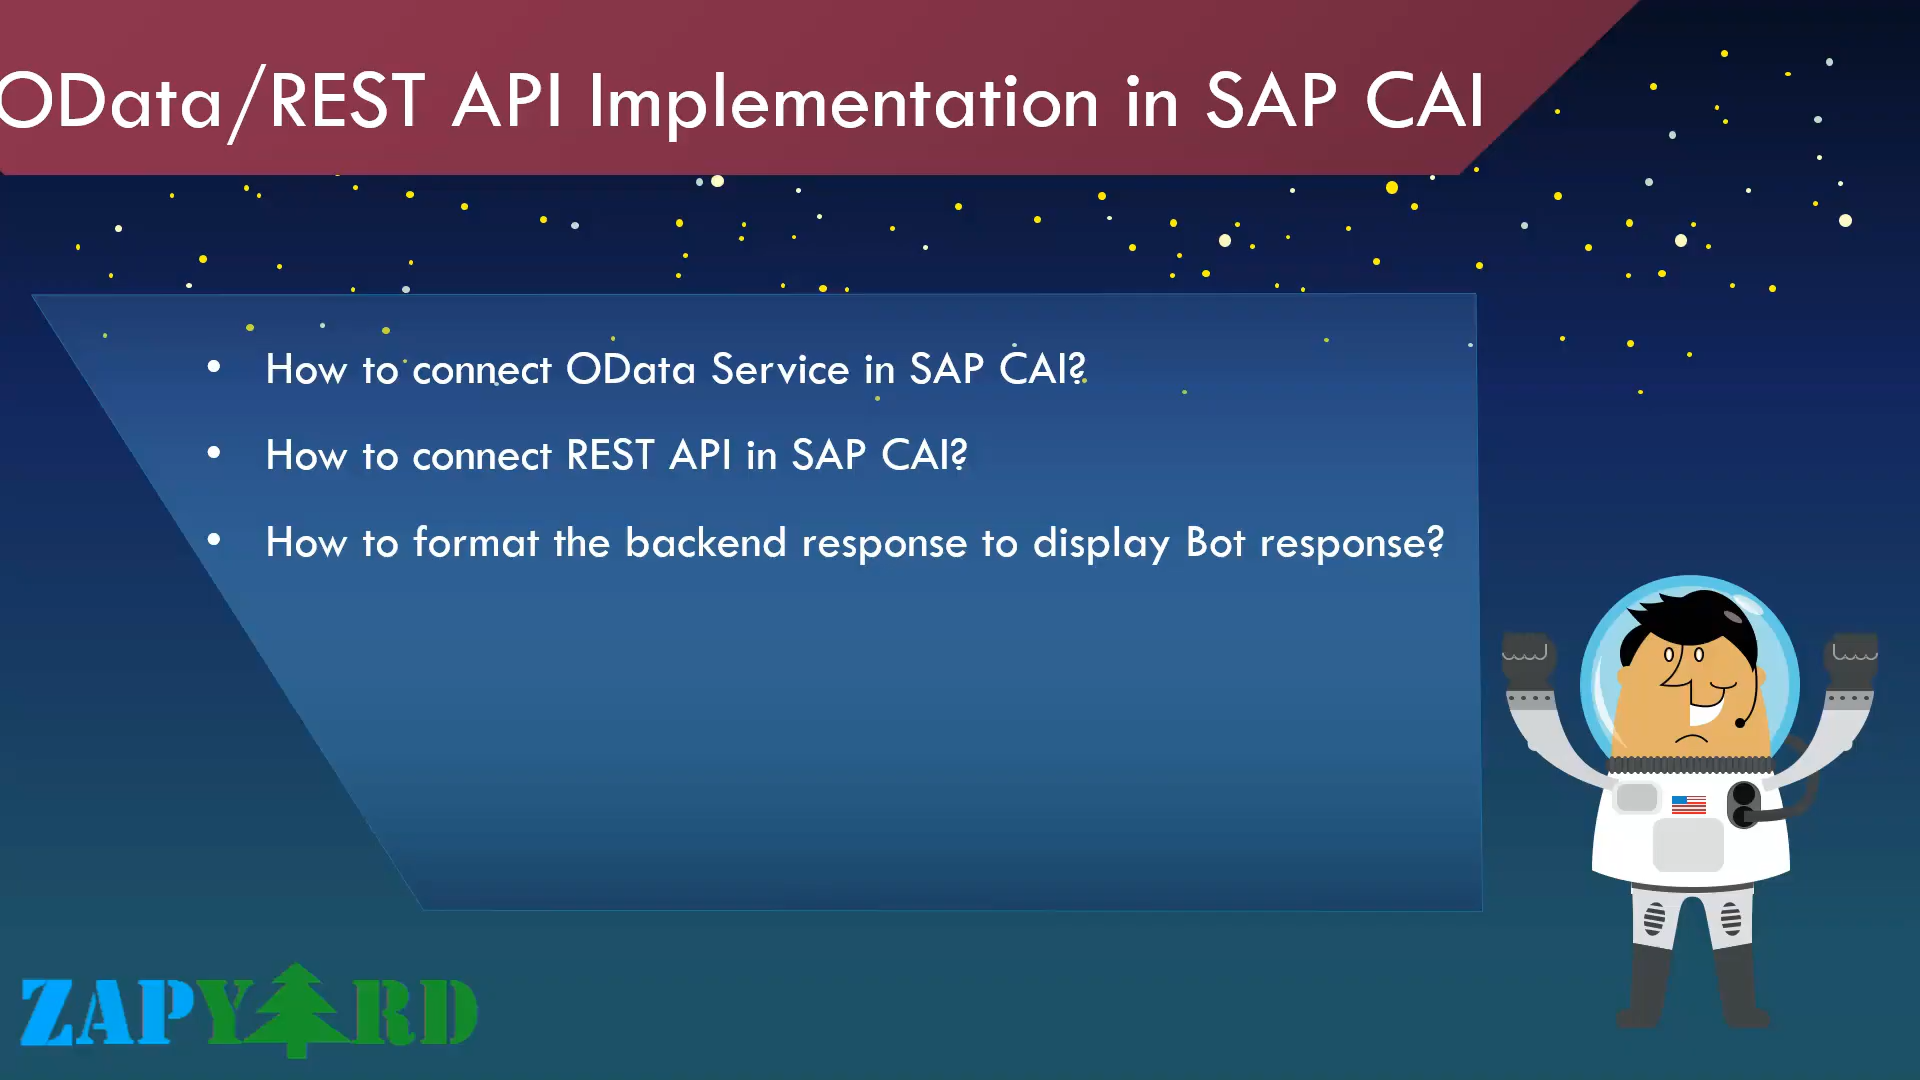 OData/REST API Implementation in SAP CAI
• How to connect OData Service in SAP CAI?
• How to connect REST API in SAP CAI?
• How to format the backend response to display Bot response?
ZAPYARD